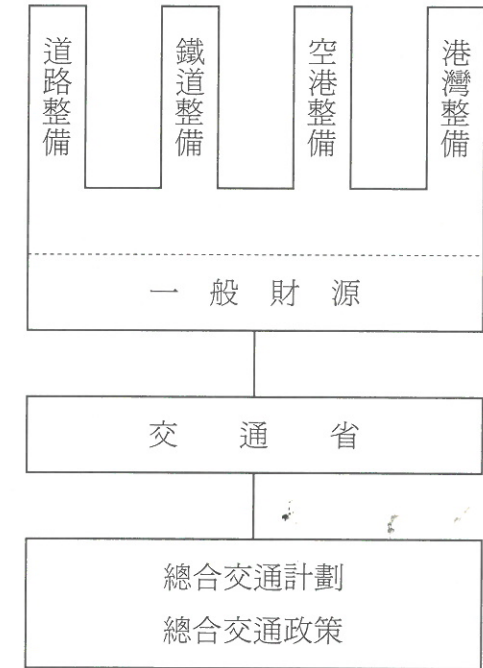 道路整備
鐵道整備
空港整備
港灣整備
一般財源
交通省
總合交通計劃
總合交通政策